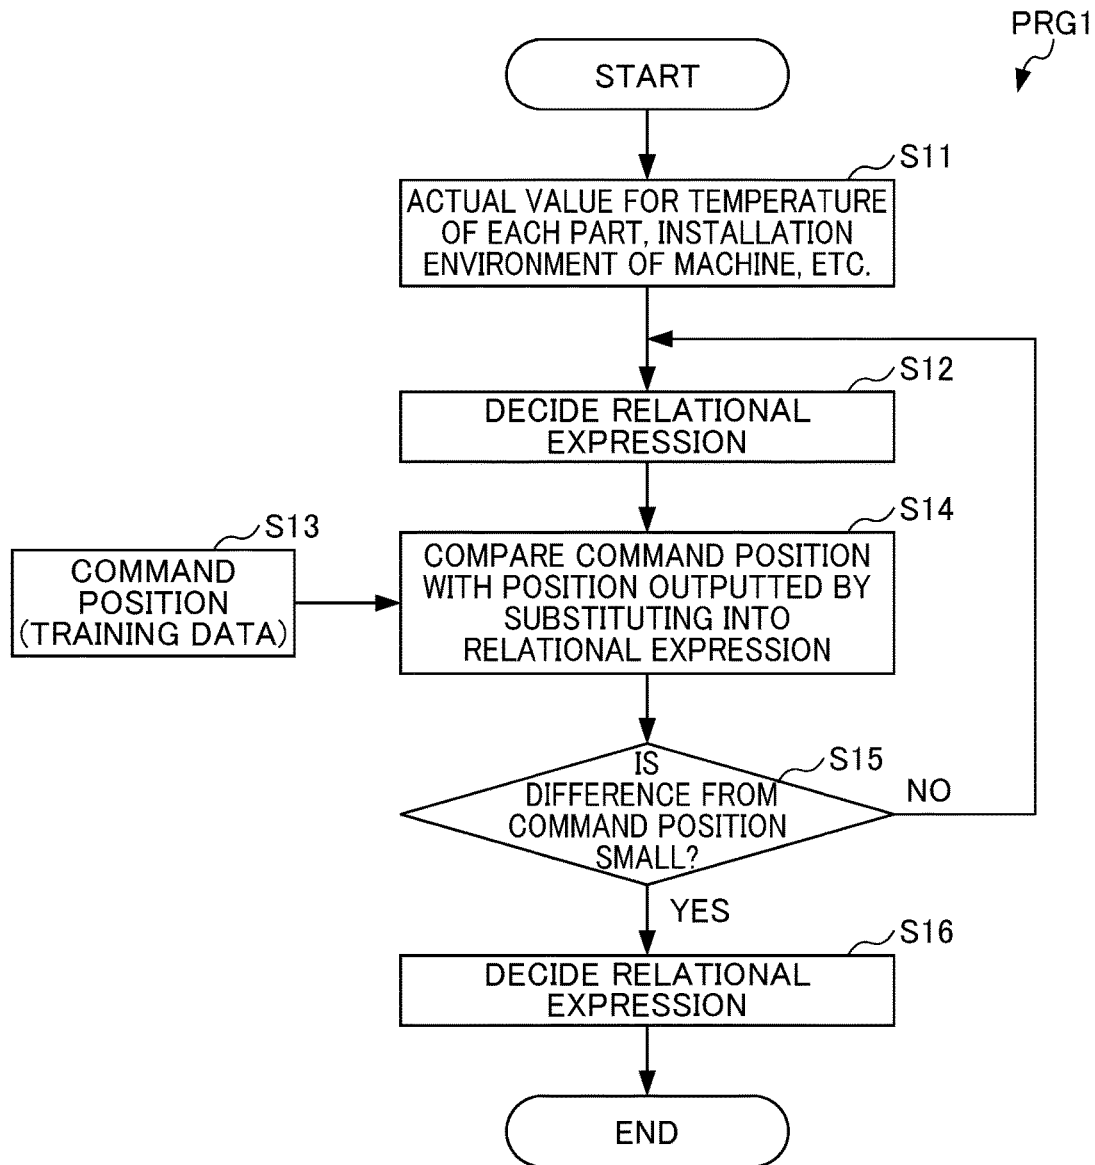 PRG1
START
S11
ACTUAL VALUE FOR TEMPERATURE
OF EACH PART, INSTALLATION
ENVIRONMENT OF MACHINE, ETC.
S12
DECIDE RELATIONAL
EXPRESSION
S13
COMMAND
POSITION
(TRAINING DATA)
S14
COMPARE COMMAND POSITION
WITH POSITION OUTPUTTED BY
SUBSTITUTING INTO
RELATIONAL EXPRESSION
S15
IS
DIFFERENCE FROM
COMMAND POSITION
SMALL?
NO
YES
S16
DECIDE RELATIONAL
EXPRESSION
END